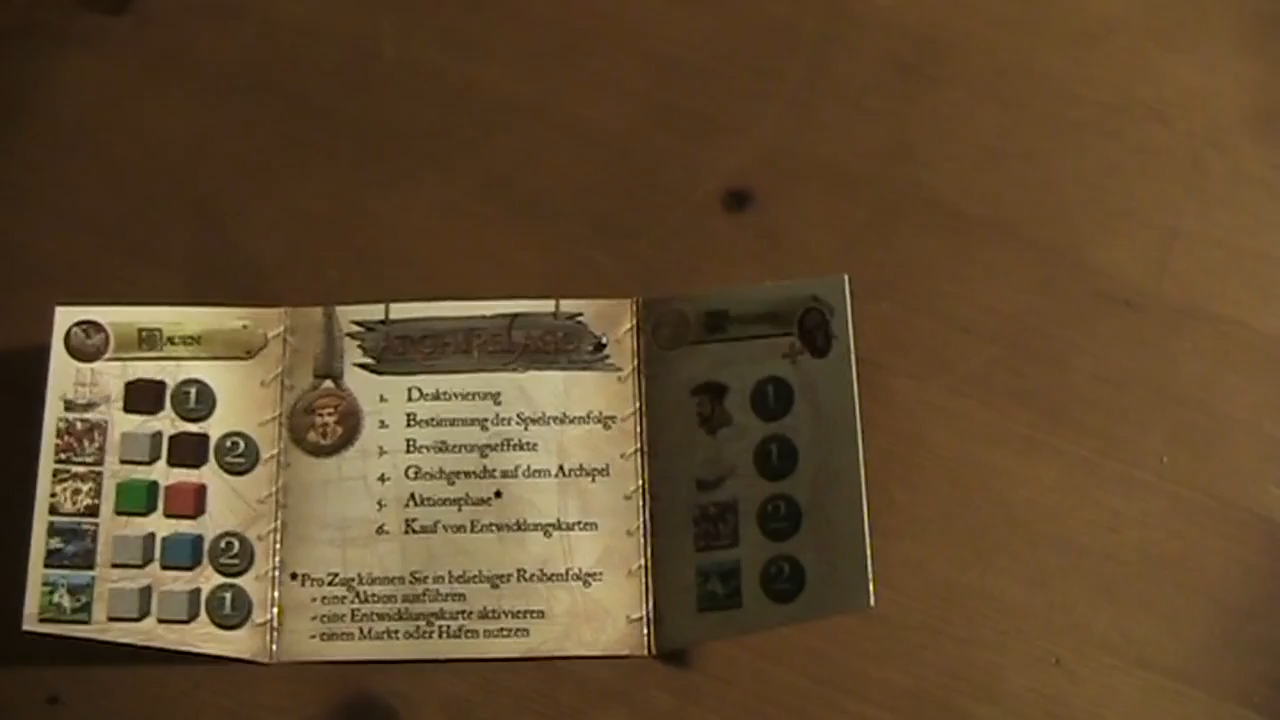 Bauen
1
2
2
1
Archipelago
1. Deaktivierung
2. Bestimmung der Spielreihenfolge
3. Bevölkerungseffekte
4. Gleichgewicht auf dem Archipel
5. Aktionsphase*
6. Kauf von Entwicklungskarten
*Pro Zug können Sie in beliebiger Reihenfolge:
- eine Aktion ausführen
- eine Entwicklungskarte aktivieren
- einen Markt oder Hafen nutzen
1
1
2
2